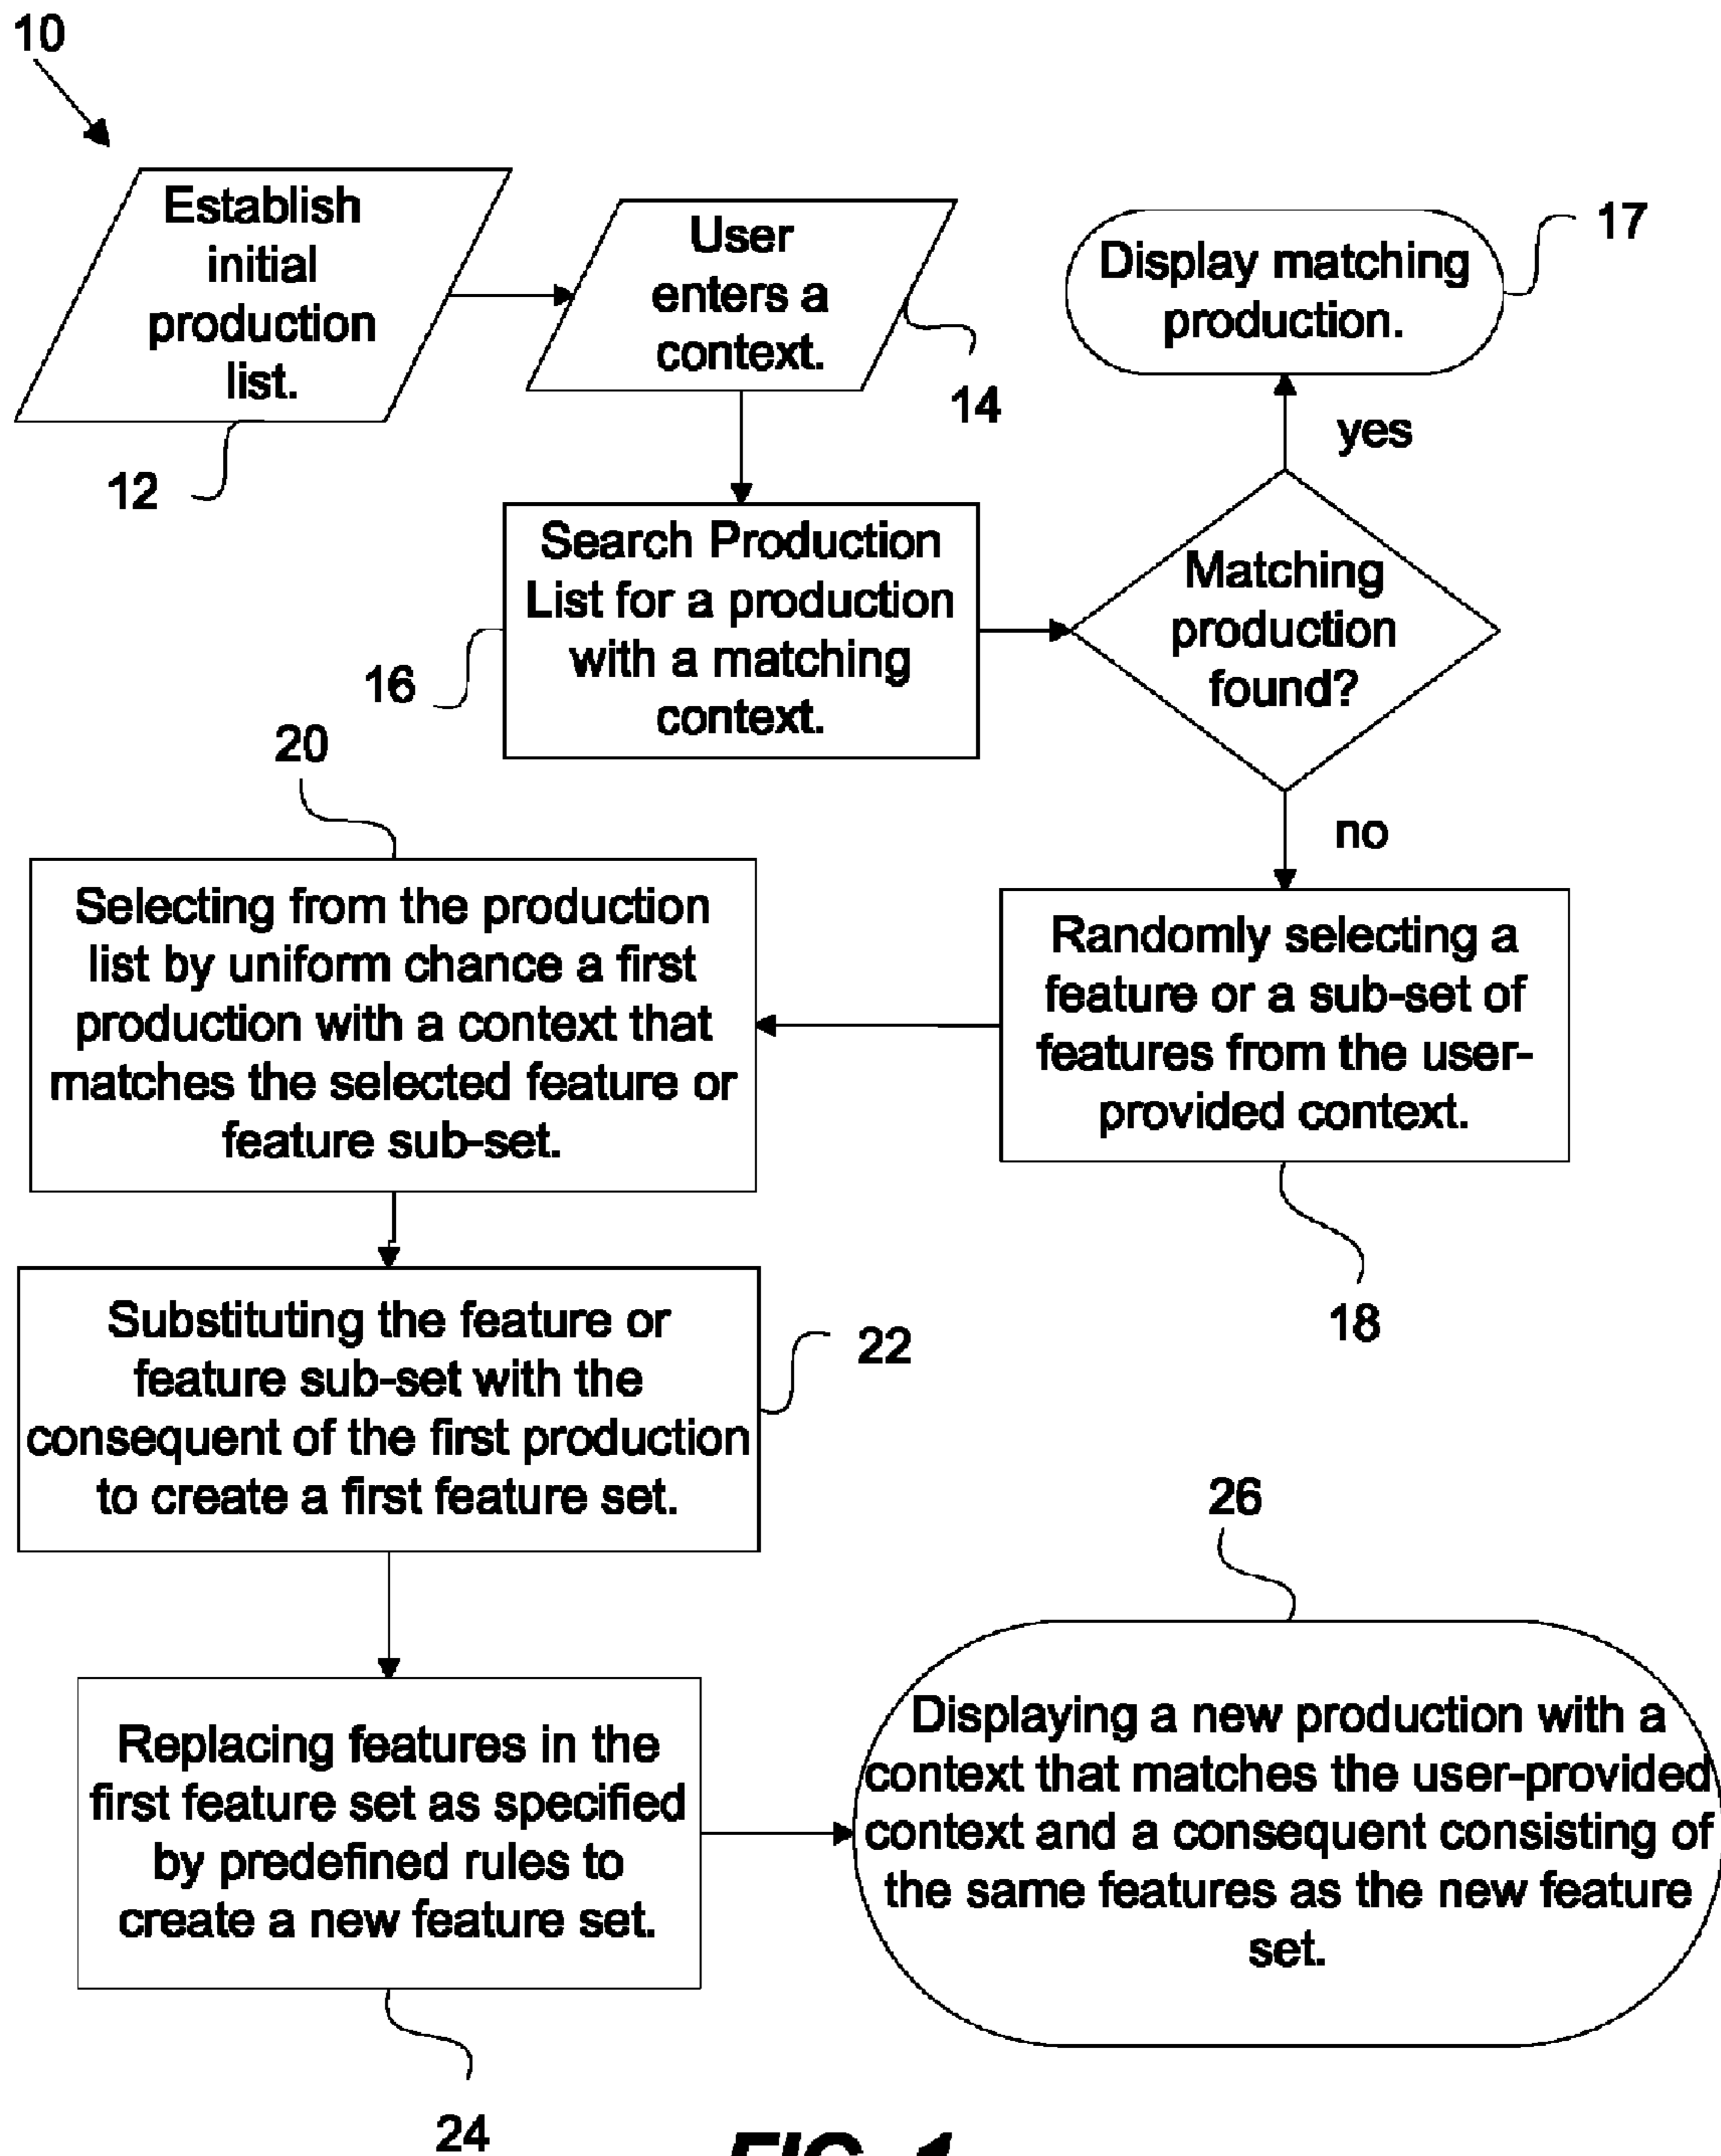 10
Establish
initial
production
list.
12
User
enters a
context.
14
Display matching
production.
17
yes
Search Production
List for a production
with a matching
context.
16
Matching
production
found?
no
20
Selecting from the production
list by uniform chance a first
production with a context that
matches the selected feature or
feature sub-set.
Randomly selecting a
feature or a sub-set of
features from the user-
provided context.
18
Substituting the feature or
feature sub-set with the
consequent of the first production
to create a first feature set.
22
26
Replacing features in the
first feature set as specified
by predefined rules to
create a new feature set.
24
Displaying a new production with a
context that matches the user-provided
context and a consequent consisting of
the same features as the new feature
set.
FIG. 1